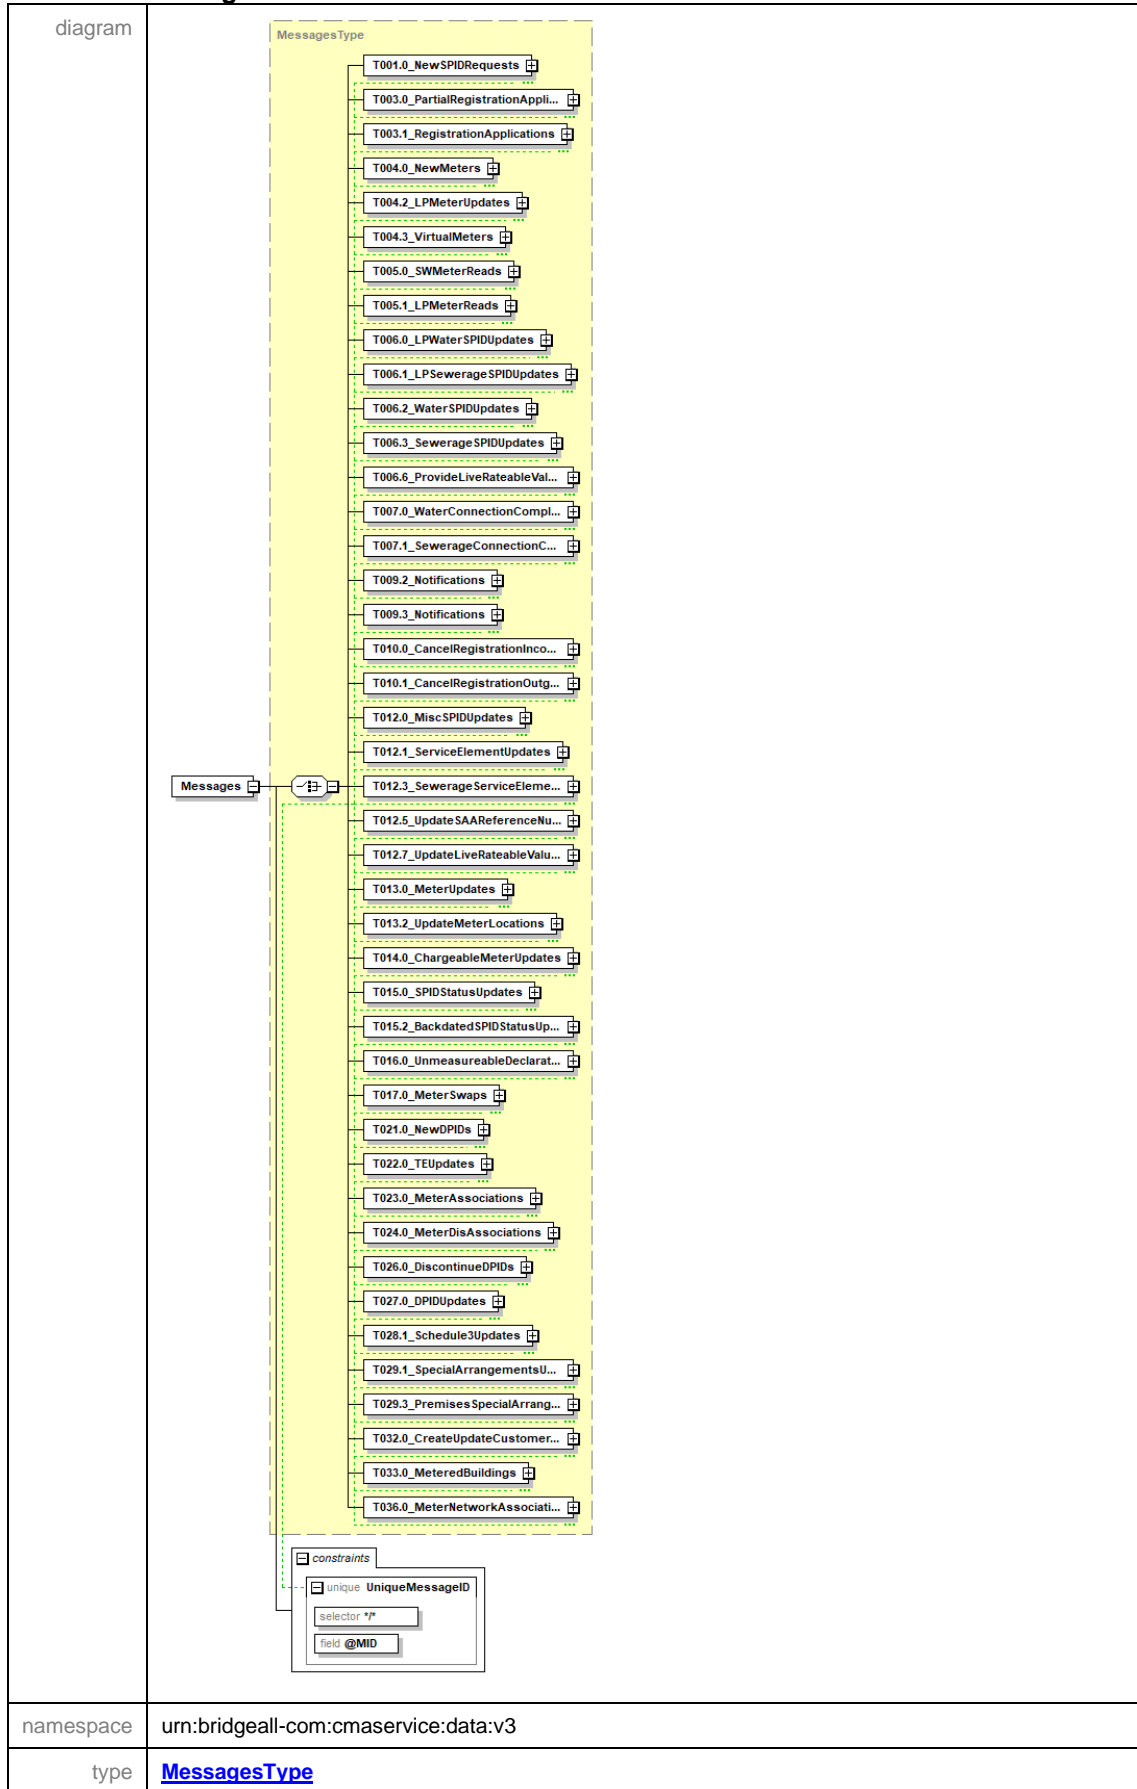 diagram
MessagesType
T001.0_NewSPIDRequests
T003.0_PartialRegistrationAppli...
T003.1_RegistrationApplications
T004.0_NewMeters
T004.2_LPMeterUpdates
T004.3_VirtualMeters
T005.0_SWMeterReads
T005.1_LPMeterReads
T006.0_LPWaterSPIDUpdates
T006.1_LPSewerageSPIDUpdates
T006.2_WaterSPIDUpdates
T006.3_SewerageSPIDUpdates
T006.6_ProvideLiveRateableVal...
T007.0_WaterConnectionCompl...
T007.1_SewerageConnectionC...
T009.2_Notifications
T009.3_Notifications
T010.0_CancelRegistrationInco...
T010.1_CancelRegistrationOutg...
T012.0_MiscSPIDUpdates
T012.1_ServiceElementUpdates
Messages
T012.3_SewerageServiceEleme...
T012.5_UpdateSAAReferenceNu...
T012.7_UpdateLiveRateableValu...
T013.0_MeterUpdates
T013.2_UpdateMeterLocations
T014.0_ChargeableMeterUpdates
T015.0_SPIDStatusUpdates
T015.2_BackdatedSPIDStatusUp...
T016.0_UnmeasureableDeclarat...
T017.0_MeterSwaps
T021.0_NewDPIDs
T022.0_TEUpdates
T023.0_MeterAssociations
T024.0_MeterDisAssociations
T026.0_DiscontinueDPIDs
T027.0_DPIDUpdates
T028.1_Schedule3Updates
T029.1_SpecialArrangementsU...
T029.3_PremisesSpecialArrang...
T032.0_CreateUpdateCustomer...
T033.0_MeteredBuildings
T036.0_MeterNetworkAssociati...
constraints
unique UniqueMessageID
selector */*
field @MID
namespace urn:bridgeall-com:cmaservice:data:v3
type MessagesType